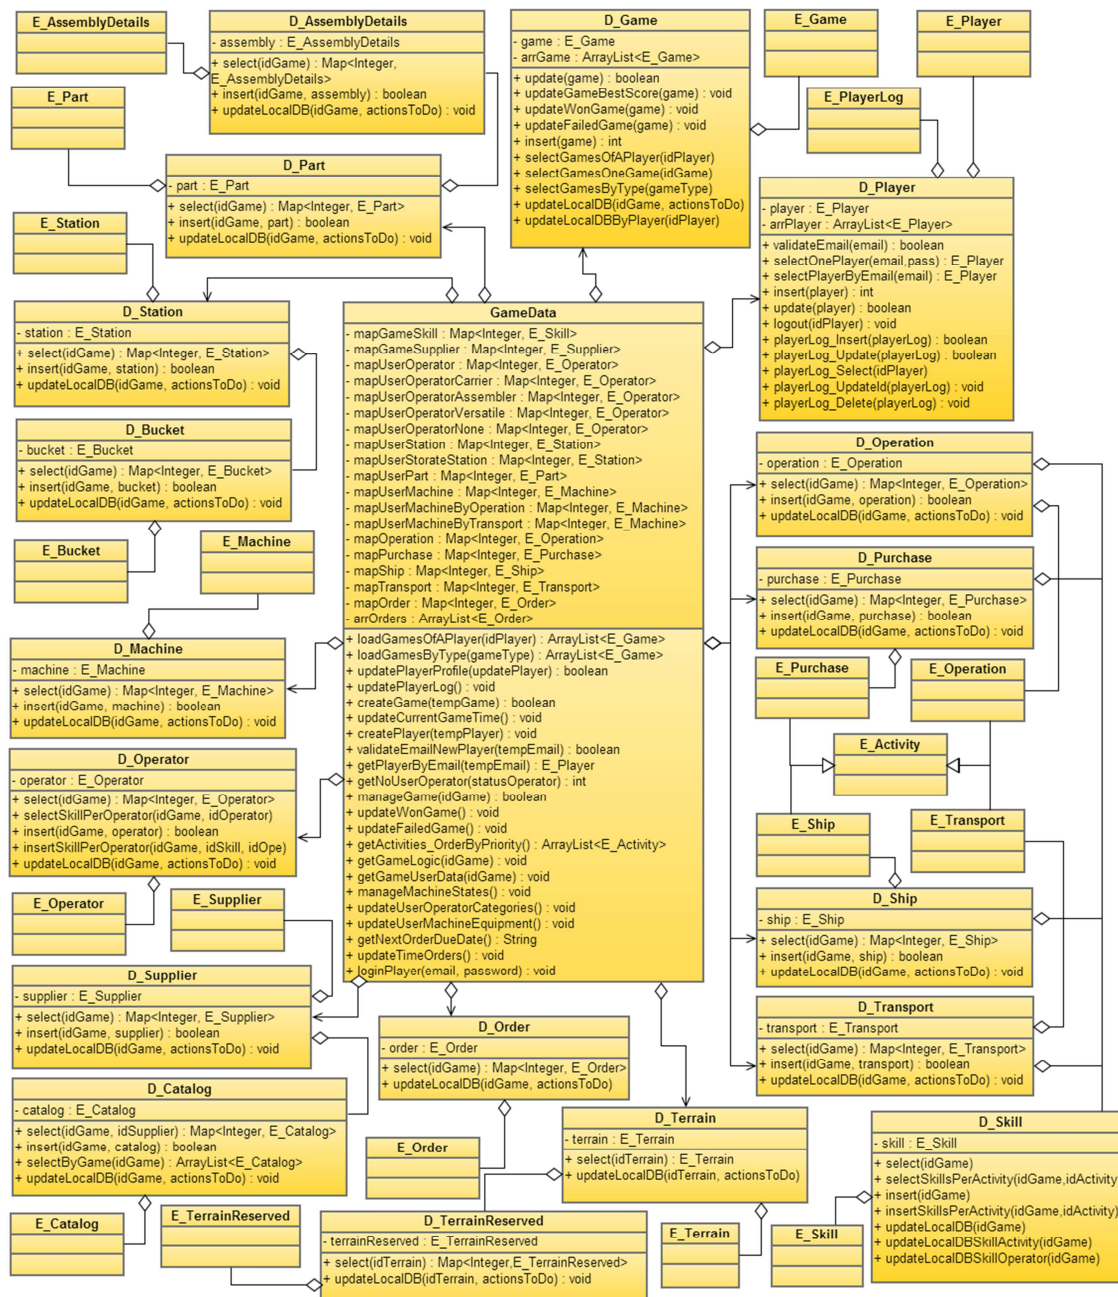 E_AssemblyDetails
D_AssemblyDetails
- assembly : E_AssemblyDetails
+ select(idGame) : Map<Integer,
E_AssemblyDetails>
+ insert(idGame, assembly) : boolean
+ updateLocalDB(idGame, actionsToDo) : void
D_Game
- game : E_Game
- arrGame : ArrayList<E_Game>
+ update(game) : boolean
+ updateGameBestScore(game) : void
+ updateWonGame(game) : void
+ updateFailedGame(game) : void
+ insert(game) : int
+ selectGamesOfAPlayer(idPlayer)
+ selectGamesOneGame(idGame)
+ selectGamesByType(gameType)
+ updateLocalDB(idGame, actionsToDo)
+ updateLocalDBByPlayer(idPlayer)
E_Game
E_Player
E_PlayerLog
E_Part
D_Part
- part : E_Part
+ select(idGame) : Map<Integer, E_Part>
+ insert(idGame, part) : boolean
+ updateLocalDB(idGame, actionsToDo) : void
D_Player
- player : E_Player
- arrPlayer : ArrayList<E_Player>
+ validateEmail(email) : boolean
+ selectOnePlayer(email,pass) : E_Player
+ selectPlayerByEmail(email) : E_Player
+ insert(player) : int
+ update(player) : boolean
+ logout(idPlayer) : void
+ playerLog_Insert(playerLog) : boolean
+ playerLog_Update(playerLog) : boolean
+ playerLog_Select(idPlayer)
+ playerLog_UpdateId(playerLog) : void
+ playerLog_Delete(playerLog) : void
E_Station
D_Station
- station : E_Station
+ select(idGame) : Map<Integer, E_Station>
+ insert(idGame, station) : boolean
+ updateLocalDB(idGame, actionsToDo) : void
D_Bucket
- bucket : E_Bucket
+ select(idGame) : Map<Integer, E_Bucket>
+ insert(idGame, bucket) : boolean
+ updateLocalDB(idGame, actionsToDo) : void
E_Bucket
E_Machine
D_Machine
- machine : E_Machine
+ select(idGame) : Map<Integer, E_Machine>
+ insert(idGame, machine) : boolean
+ updateLocalDB(idGame, actionsToDo) : void
D_Operator
- operator : E_Operator
+ select(idGame) : Map<Integer, E_Operator>
+ selectSkillPerOperator(idGame, idOperator)
+ insert(idGame, operator) : boolean
+ insertSkillPerOperator(idGame, idSkill, idOpe)
+ updateLocalDB(idGame, actionsToDo) : void
E_Operator
E_Supplier
D_Supplier
- supplier : E_Supplier
+ select(idGame) : Map<Integer, E_Supplier>
+ insert(idGame, supplier) : boolean
+ updateLocalDB(idGame, actionsToDo) : void
D_Catalog
- catalog : E_Catalog
+ select(idGame, idSupplier) : Map<Integer, E_Catalog>
+ insert(idGame, catalog) : boolean
+ selectByGame(idGame) : ArrayList<E_Catalog>
+ updateLocalDB(idGame, actionsToDo) : void
E_Catalog
E_TerrainReserved
GameData
- mapGameSkill : Map<Integer, E_Skill>
- mapGameSupplier : Map<Integer, E_Supplier>
- mapUserOperator : Map<Integer, E_Operator>
- mapUserOperatorCarrier : Map<Integer, E_Operator>
- mapUserOperatorAssembler : Map<Integer, E_Operator>
- mapUserOperatorVersatile : Map<Integer, E_Operator>
- mapUserOperatorNone : Map<Integer, E_Operator>
- mapUserStation : Map<Integer, E_Station>
- mapUserStorateStation : Map<Integer, E_Station>
- mapUserPart : Map<Integer, E_Part>
- mapUserMachine : Map<Integer, E_Machine>
- mapUserMachineByOperation : Map<Integer, E_Machine>
- mapUserMachineByTransport : Map<Integer, E_Machine>
- mapOperation : Map<Integer, E_Operation>
- mapPurchase : Map<Integer, E_Purchase>
- mapShip : Map<Integer, E_Ship>
- mapTransport : Map<Integer, E_Transport>
- mapOrder : Map<Integer, E_Order>
- arrOrders : ArrayList<E_Order>
+ loadGamesOfAPlayer(idPlayer) : ArrayList<E_Game>
+ loadGamesByType(gameType) : ArrayList<E_Game>
+ updatePlayerProfile(updatePlayer) : boolean
+ updatePlayerLog() : void
+ createGame(tempGame) : boolean
+ updateCurrentGameTime() : void
+ createPlayer(tempPlayer) : void
+ validateEmailNewPlayer(tempEmail) : boolean
+ getPlayerByEmail(tempEmail) : E_Player
+ getNoUserOperator(statusOperator) : int
+ manageGame(idGame) : boolean
+ updateWonGame() : void
+ updateFailedGame() : void
+ getActivities_OrderByPriority() : ArrayList<E_Activity>
+ getGameLogic(idGame) : void
+ getGameUserData(idGame) : void
+ manageMachineStates() : void
+ updateUserOperatorCategories() : void
+ updateUserMachineEquipment() : void
+ getNextOrderDueDate() : String
+ updateTimeOrders() : void
+ loginPlayer(email, password) : void
D_Operation
- operation : E_Operation
+ select(idGame) : Map<Integer, E_Operation>
+ insert(idGame, operation) : boolean
+ updateLocalDB(idGame, actionsToDo) : void
D_Purchase
- purchase : E_Purchase
+ select(idGame) : Map<Integer, E_Purchase>
+ insert(idGame, purchase) : boolean
+ updateLocalDB(idGame, actionsToDo) : void
E_Purchase
E_Operation
E_Activity
E_Ship
E_Transport
D_Ship
- ship : E_Ship
+ select(idGame) : Map<Integer, E_Ship>
+ insert(idGame, ship) : boolean
+ updateLocalDB(idGame, actionsToDo) : void
D_Transport
- transport : E_Transport
+ select(idGame) : Map<Integer, E_Transport>
+ insert(idGame, transport) : boolean
+ updateLocalDB(idGame, actionsToDo) : void
D_Order
- order : E_Order
+ select(idGame) : Map<Integer, E_Order>
+ updateLocalDB(idGame, actionsToDo)
E_Order
D_Terrain
- terrain : E_Terrain
+ select(idTerrain) : E_Terrain
+ updateLocalDB(idTerrain, actionsToDo)
D_TerrainReserved
- terrainReserved : E_TerrainReserved
+ select(idTerrain) : Map<Integer,E_TerrainReserved>
+ updateLocalDB(idTerrain, actionsToDo) : void
E_Terrain
E_Skill
D_Skill
- skill : E_Skill
+ select(idGame)
+ selectSkillsPerActivity(idGame,idActivity)
+ insert(idGame)
+ insertSkillsPerActivity(idGame,idActivity)
+ updateLocalDB(idGame)
+ updateLocalDBSkillActivity(idGame)
+ updateLocalDBSkillOperator(idGame)